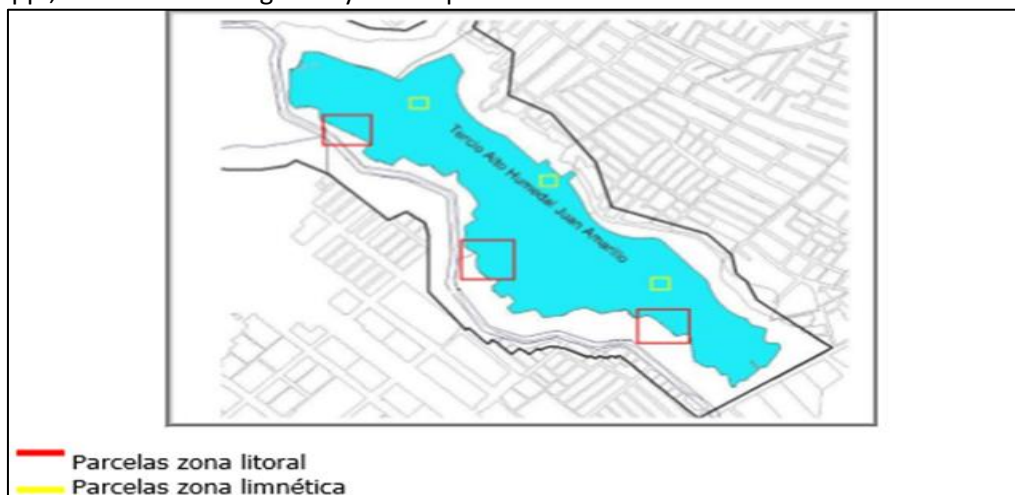 Tercio Alto Humedal Juan Amarillo
Parcelas zona litoral
Parcelas zona limnética